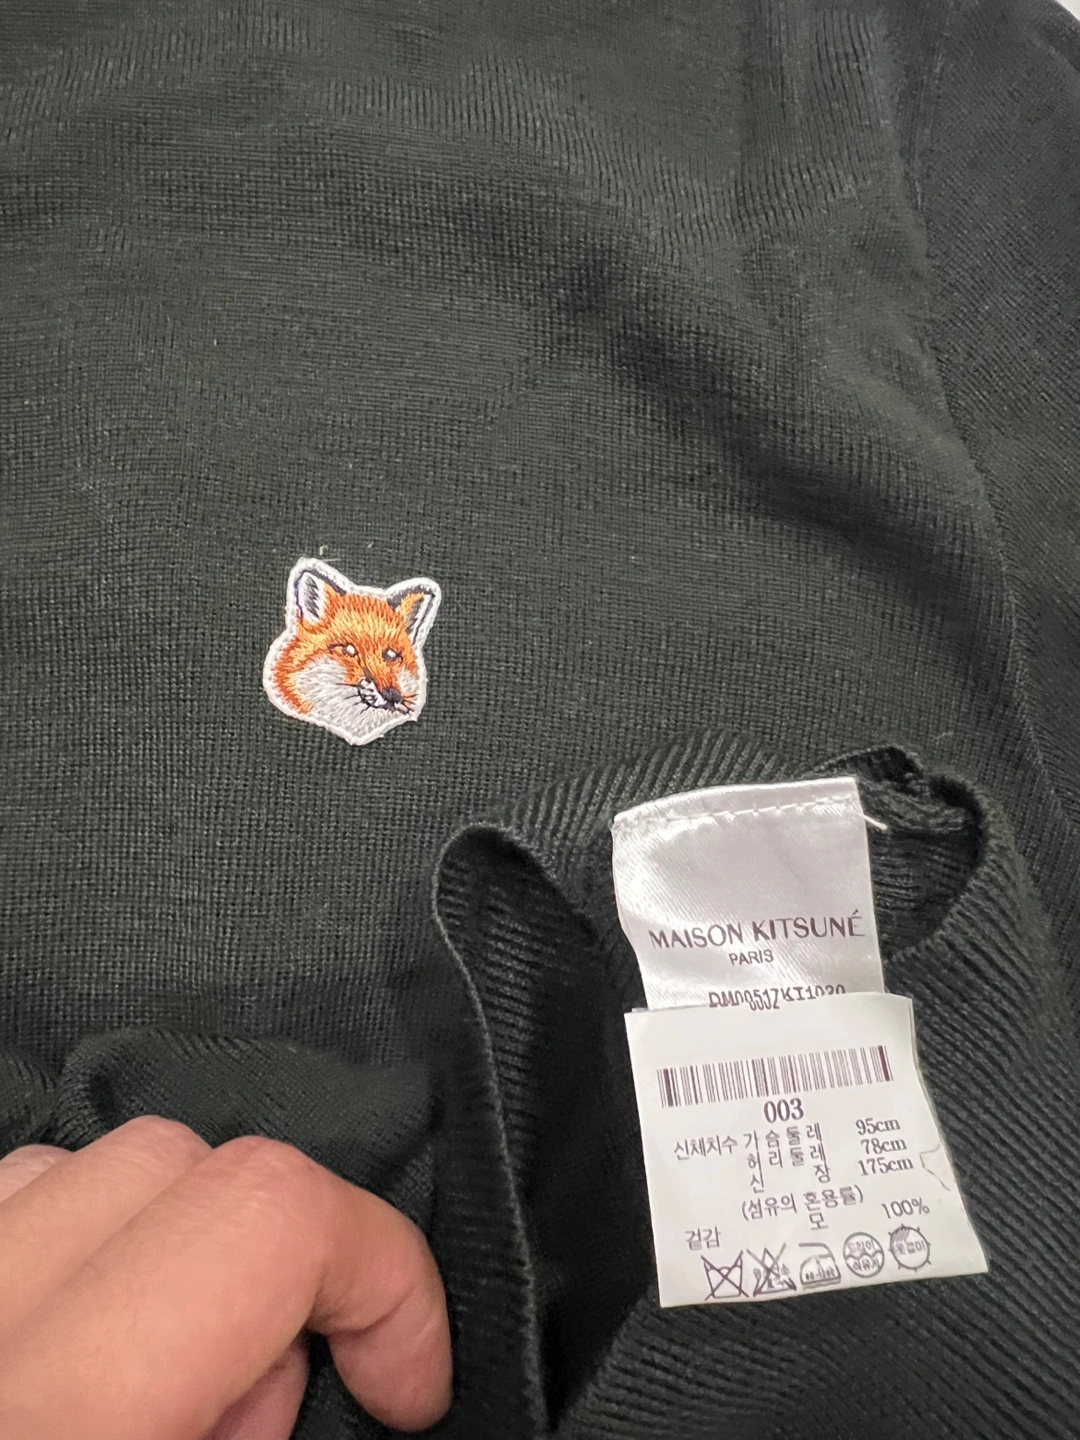 MAISON KITSUNÉ
PARIS
003
신체치수 가슴둘레 95cm
허리둘레 78cm
신장 175cm
(섬유의 혼용률)
겉감 모 100%